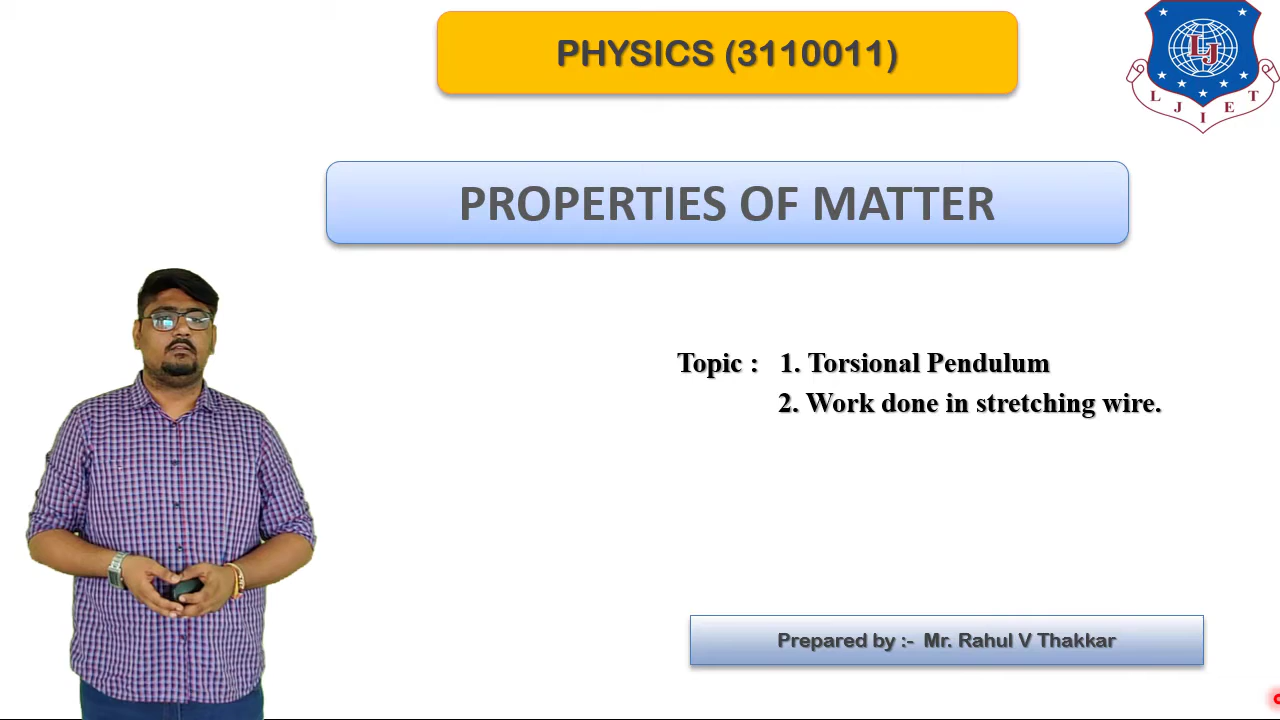 PHYSICS (3110011)
LJ
L J I E T
PROPERTIES OF MATTER
Topic : 1. Torsional Pendulum
2. Work done in stretching wire.
Prepared by :- Mr. Rahul V Thakkar